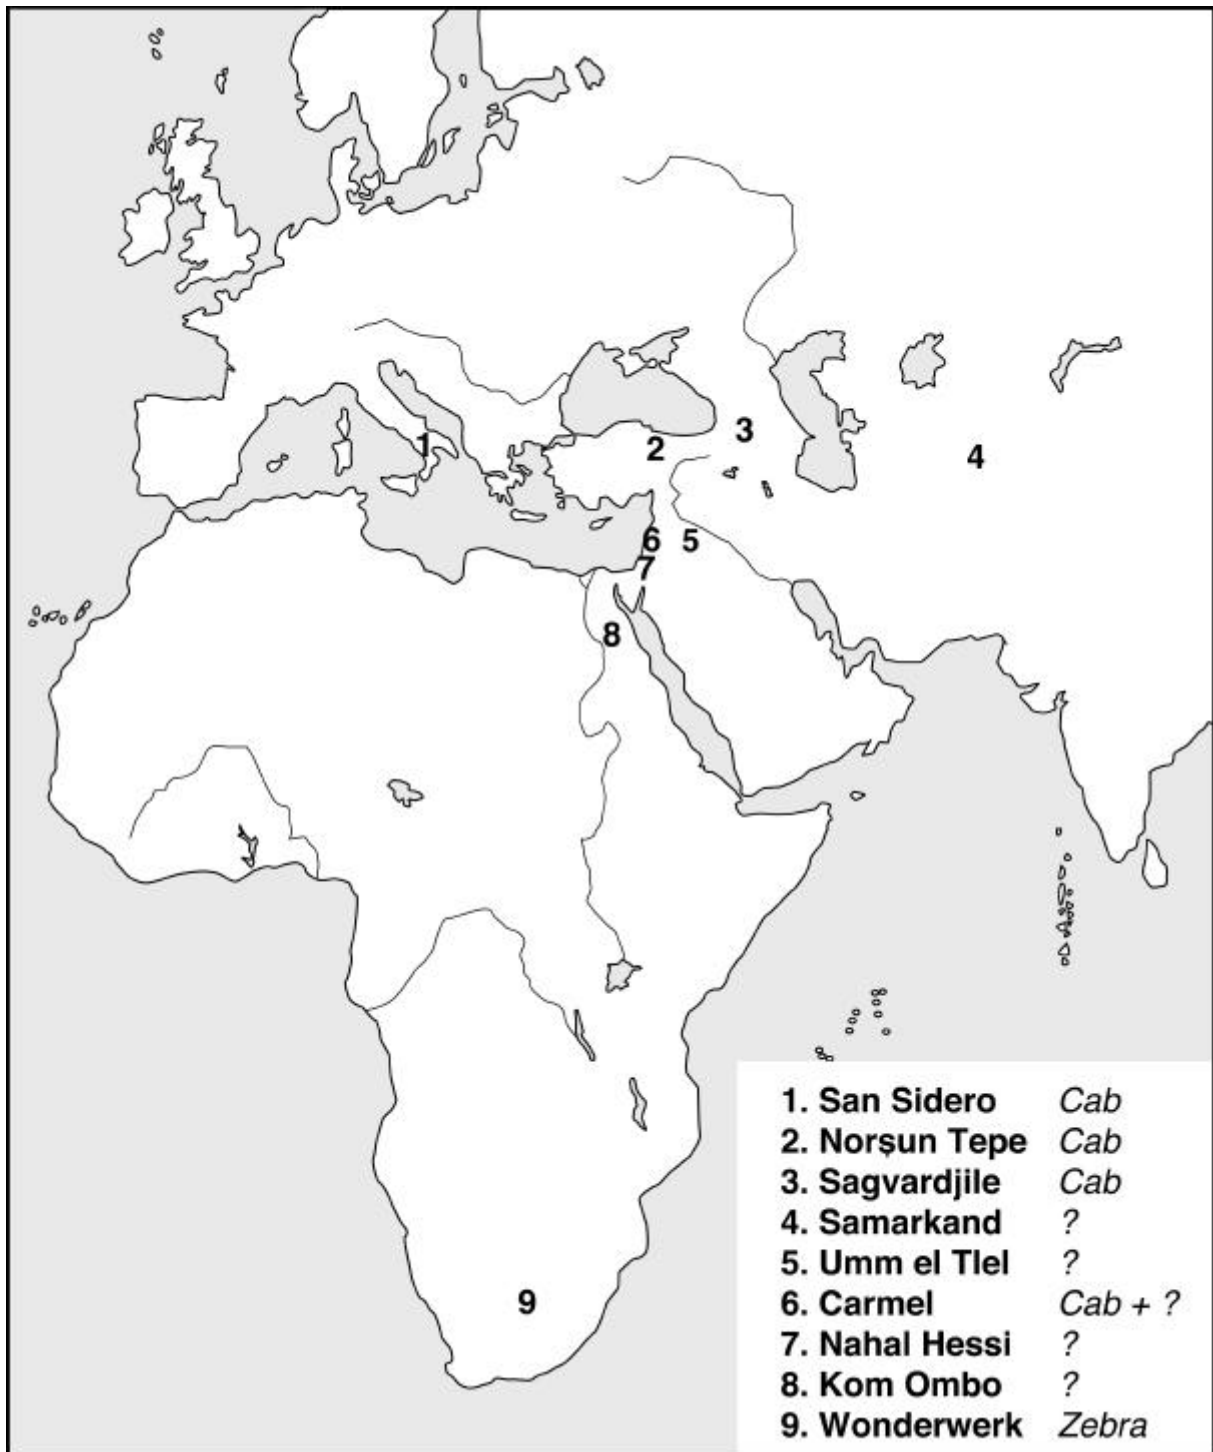 1
2
3
4
5
6
7
8
9
1. San Sidero Cab
2. Norşun Tepe Cab
3. Sagvardjile Cab
4. Samarkand ?
5. Umm el Tlel ?
6. Carmel Cab + ?
7. Nahal Hessi ?
8. Kom Ombo ?
9. Wonderwerk Zebra